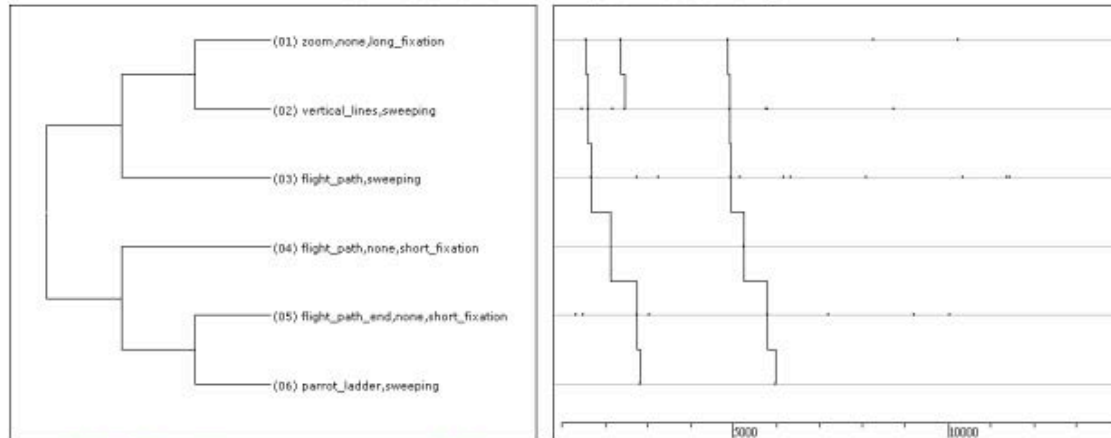 (01) zoom,none,long_fixation
(02) vertical_lines,sweeping
(03) flight_path,sweeping
(04) flight_path,none,short_fixation
(05) flight_path_end,none,short_fixation
(06) parrot_ladder,sweeping
5000 10000